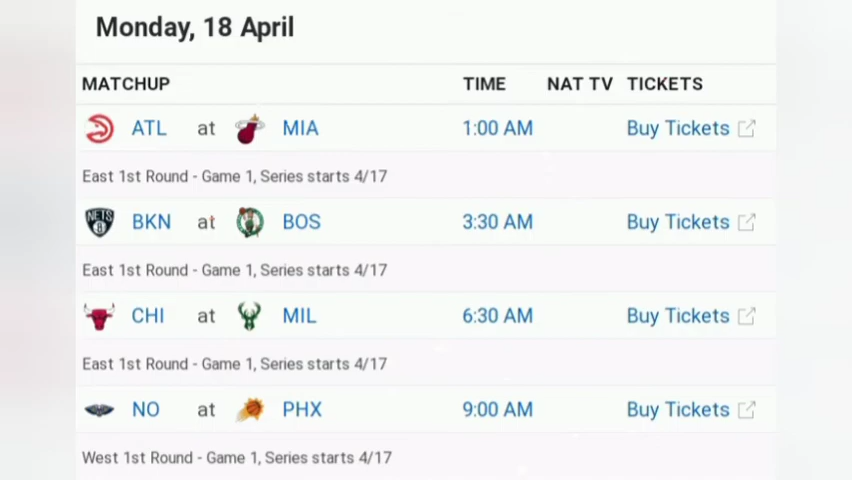 Monday, 18 April
MATCHUP TIME NAT TV TICKETS
ATL at MIA 1:00 AM Buy Tickets
East 1st Round - Game 1, Series starts 4/17
NETS B BKN at BOS 3:30 AM Buy Tickets
East 1st Round - Game 1, Series starts 4/17
CHI at MIL 6:30 AM Buy Tickets
East 1st Round - Game 1, Series starts 4/17
NO at PHX 9:00 AM Buy Tickets
West 1st Round - Game 1, Series starts 4/17